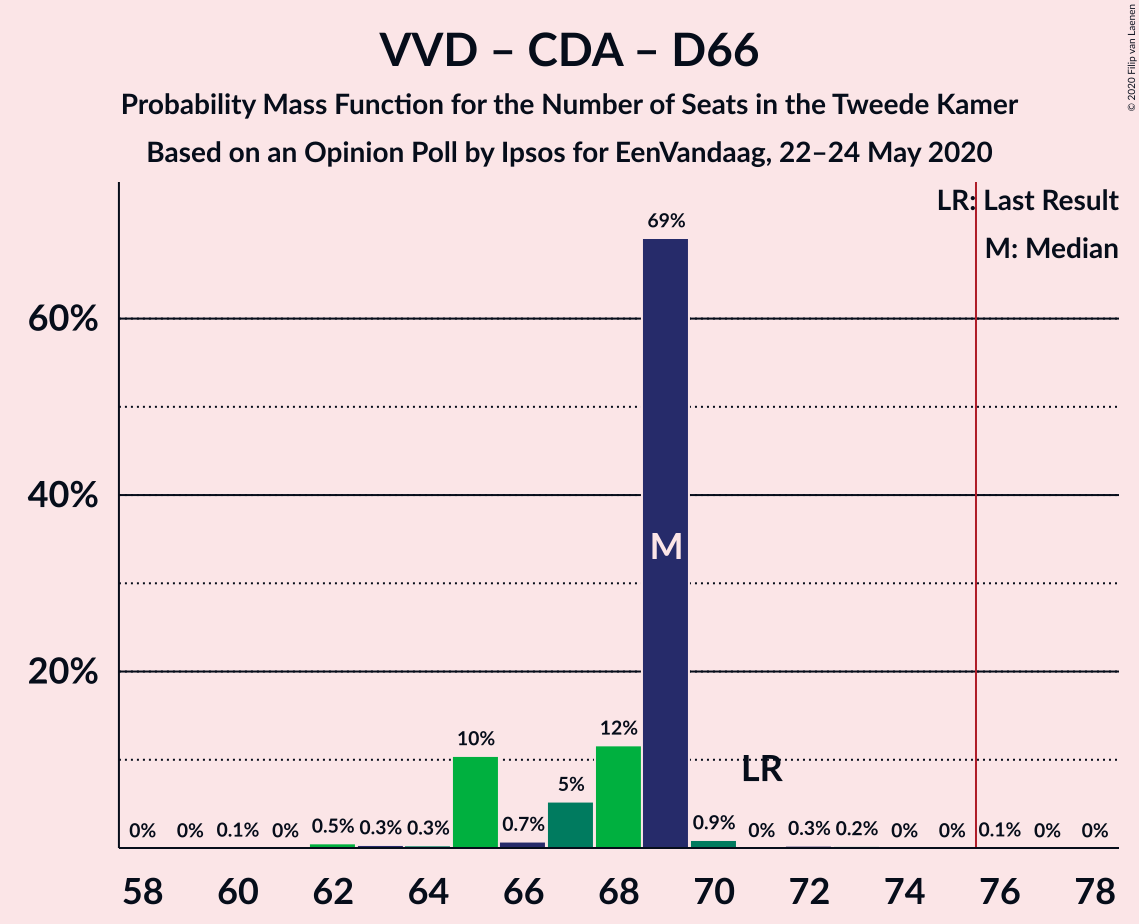 © 2020 Filip van Laenen
VVD – CDA – D66
Probability Mass Function for the Number of Seats in the Tweede Kamer
Based on an Opinion Poll by Ipsos for EenVandaag, 22–24 May 2020
LR: Last Result
M: Median
60%
40%
20%
0% 0% 0.1% 0% 0.5% 0.3% 0.3% 10% 0.7% 5% 12% 69% 0.9% 0% 0.3% 0.2% 0% 0% 0.1% 0% 0%
M
LR
58 60 62 64 66 68 70 72 74 76 78